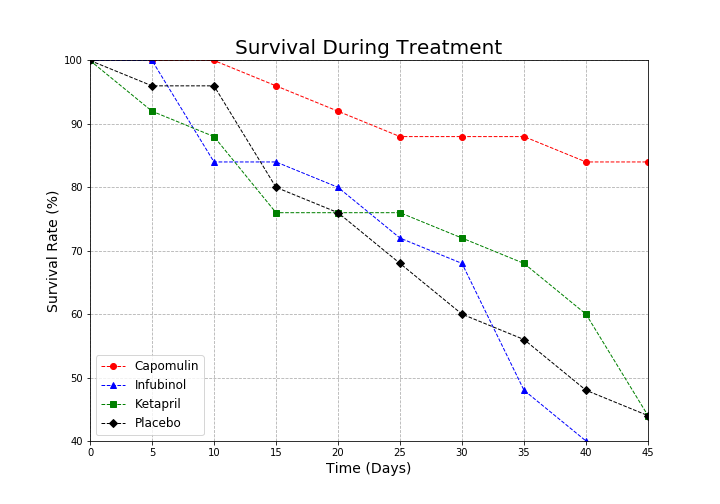 Survival During Treatment
100
90
80
70
60
50
40
Survival Rate (%)
Capomulin
Infubinol
Ketapril
Placebo
0 5 10 15 20 25 30 35 40 45
Time (Days)